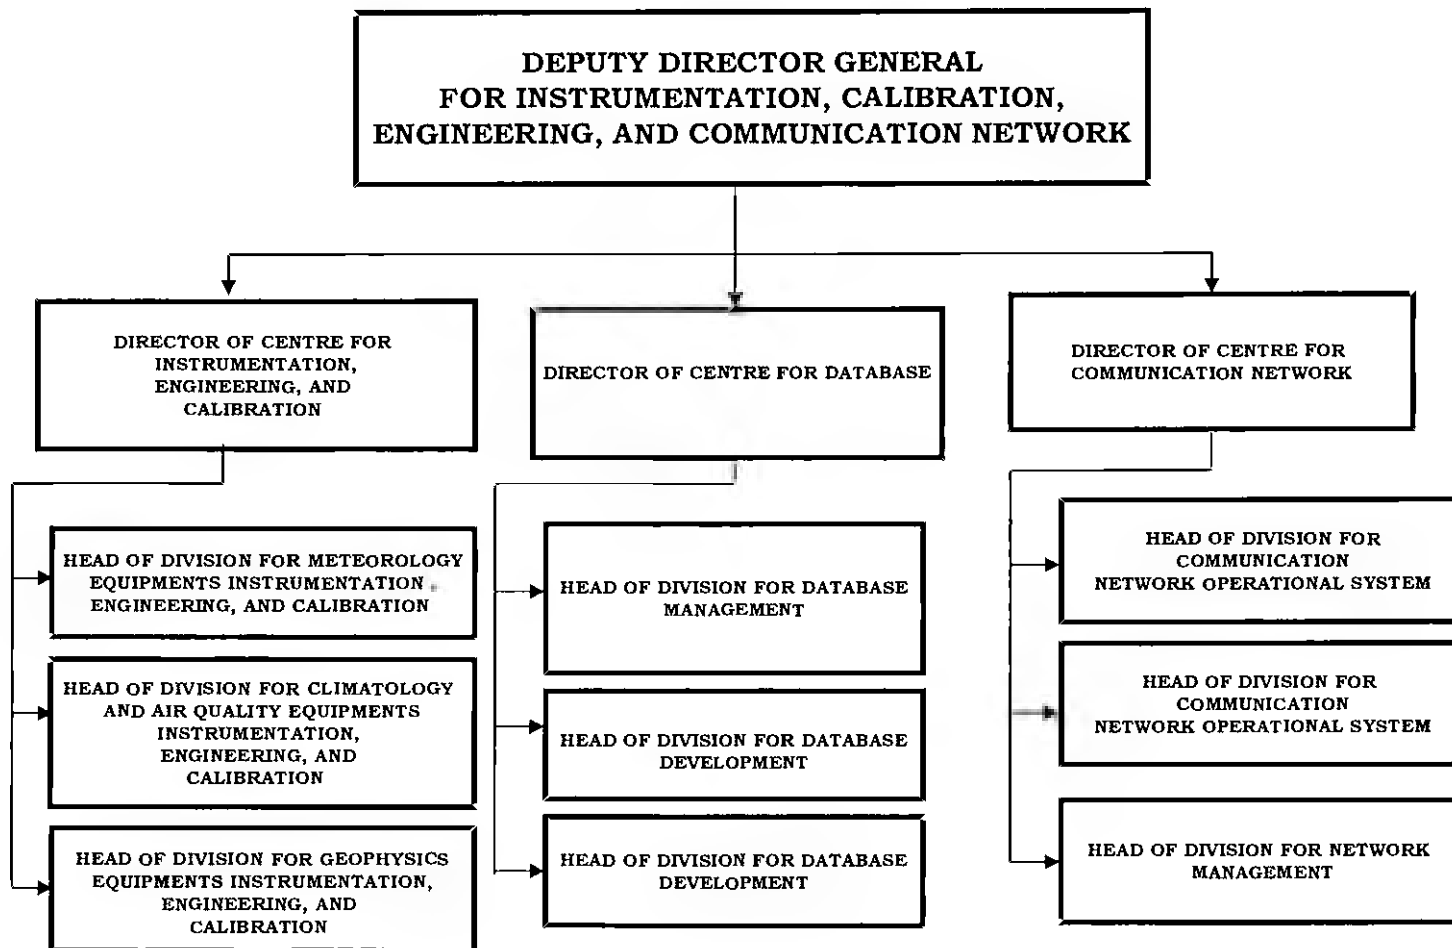 DEPUTY DIRECTOR GENERAL
FOR INSTRUMENTATION, CALIBRATION,
ENGINEERING, AND COMMUNICATION NETWORK
DIRECTOR OF CENTRE FOR
INSTRUMENTATION,
ENGINEERING, AND
CALIBRATION
DIRECTOR OF CENTRE FOR DATABASE
DIRECTOR OF CENTRE FOR
COMMUNICATION NETWORK
HEAD OF DIVISION FOR METEOROLOGY
EQUIPMENTS INSTRUMENTATION
ENGINEERING, AND CALIBRATION
HEAD OF DIVISION FOR CLIMATOLOGY
AND AIR QUALITY EQUIPMENTS
INSTRUMENTATION,
ENGINEERING, AND
CALIBRATION
HEAD OF DIVISION FOR GEOPHYSICS
EQUIPMENTS INSTRUMENTATION,
ENGINEERING, AND
CALIBRATION
HEAD OF DIVISION FOR DATABASE
MANAGEMENT
HEAD OF DIVISION FOR DATABASE
DEVELOPMENT
HEAD OF DIVISION FOR DATABASE
DEVELOPMENT
HEAD OF DIVISION FOR
COMMUNICATION
NETWORK OPERATIONAL SYSTEM
HEAD OF DIVISION FOR
COMMUNICATION
NETWORK OPERATIONAL SYSTEM
HEAD OF DIVISION FOR NETWORK
MANAGEMENT